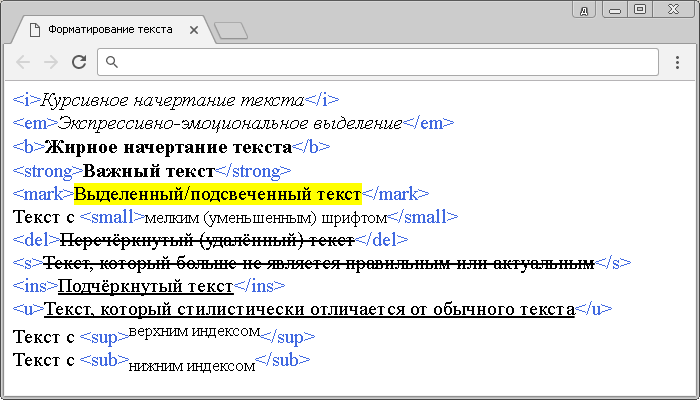 д
Форматирование текста
<i>Курсивное начертание текста</i>
<em>Экспрессивно-эмоциональное выделение</em>
<b>Жирное начертание текста</b>
<strong>Важный текст</strong>
<mark>Выделенный/подсвеченный текст</mark>
Текст с <small>мелким (уменьшенным) шрифтом</small>
<del>Перечёркнутый (удалённый) текст</del>
<s>Текст, который больше не является правильным или актуальным</s>
<ins>Подчёркнутый текст</ins>
<u>Текст, который стилистически отличается от обычного текста</u>
Текст с <sup>верхним индексом</sup>
Текст с <sub>нижним индексом</sub>